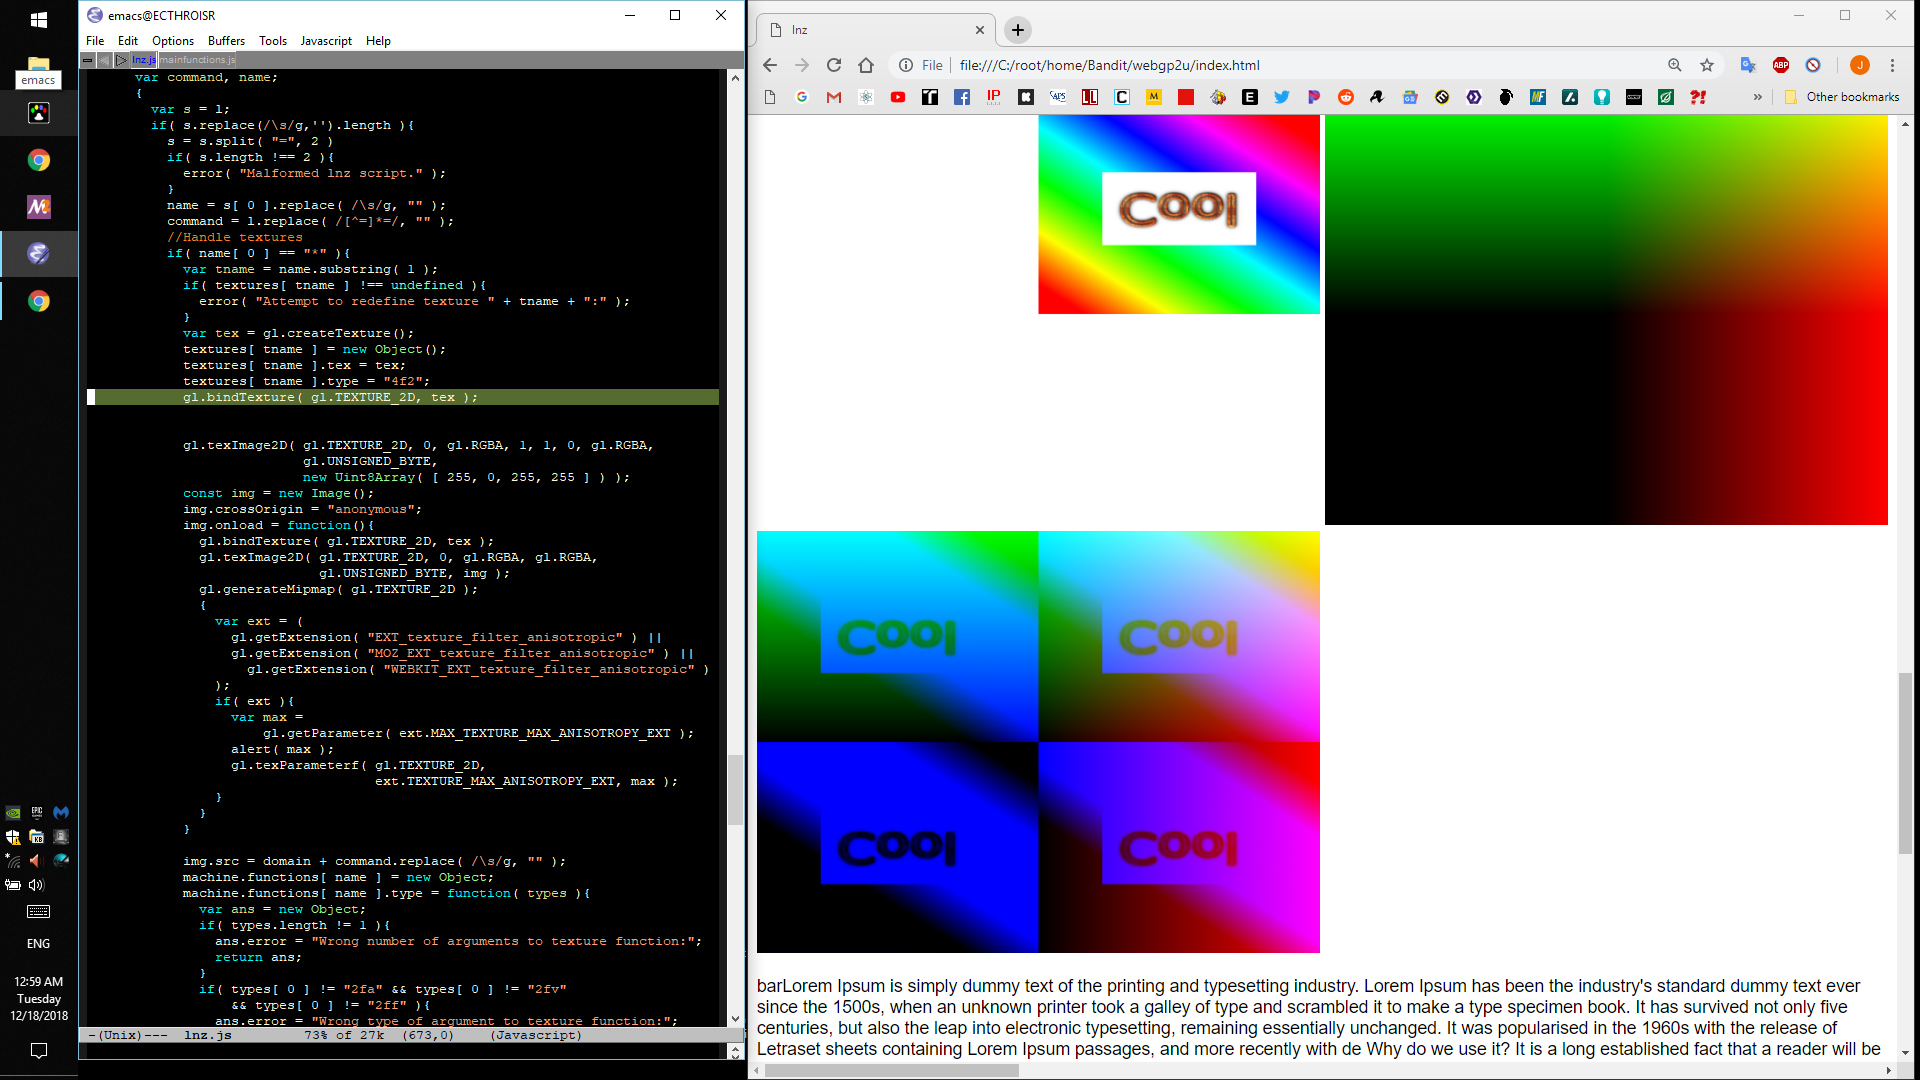 emacs@ECTHROISR
File Edit Options Buffers Tools Javascript Help
lnz.js mainfunctions.js
emacs
var command, name;
{
var s = l;
if( s.replace(/\s/g,'').length ){
s = s.split( "=", 2 )
if( s.length !== 2 ){
error( "Malformed lnz script." );
}
name = s[ 0 ].replace( /\s/g, "" );
command = l.replace( /[^=]*=/, "" );
//Handle textures
if( name[ 0 ] == "*" ){
var tname = name.substring( 1 );
if( textures[ tname ] !== undefined ){
error( "Attempt to redefine texture " + tname + ":" );
}
var tex = gl.createTexture();
textures[ tname ] = new Object();
textures[ tname ].tex = tex;
textures[ tname ].type = "4f2";
gl.bindTexture( gl.TEXTURE_2D, tex );
gl.texImage2D( gl.TEXTURE_2D, 0, gl.RGBA, 1, 1, 0, gl.RGBA,
gl.UNSIGNED_BYTE,
new Uint8Array( [ 255, 0, 255, 255 ] ) );
const img = new Image();
img.crossOrigin = "anonymous";
img.onload = function(){
gl.bindTexture( gl.TEXTURE_2D, tex );
gl.texImage2D( gl.TEXTURE_2D, 0, gl.RGBA, gl.RGBA,
gl.UNSIGNED_BYTE, img );
gl.generateMipmap( gl.TEXTURE_2D );
{
var ext = (
gl.getExtension( "EXT_texture_filter_anisotropic" ) ||
gl.getExtension( "MOZ_EXT_texture_filter_anisotropic" ) ||
gl.getExtension( "WEBKIT_EXT_texture_filter_anisotropic" )
);
if( ext ){
var max =
gl.getParameter( ext.MAX_TEXTURE_MAX_ANISOTROPY_EXT );
alert( max );
gl.texParameterf( gl.TEXTURE_2D,
ext.TEXTURE_MAX_ANISOTROPY_EXT, max );
}
}
}
img.src = domain + command.replace( /\s/g, "" );
machine.functions[ name ] = new Object;
machine.functions[ name ].type = function( types ){
var ans = new Object;
if( types.length != 1 ){
ans.error = "Wrong number of arguments to texture function:";
return ans;
}
if( types[ 0 ] != "2fa" && types[ 0 ] != "2fv"
&& types[ 0 ] != "2ff" ){
ans.error = "Wrong type of argument to texture function:";
-(Unix)--- lnz.js 73% of 27k (673,0) (Javascript)
ENG
12:59 AM
Tuesday
12/18/2018
lnz
File file:///C:/root/home/Bandit/webgp2u/index.html
Other bookmarks
Cool
Cool
Cool
Cool
Cool
barLorem Ipsum is simply dummy text of the printing and typesetting industry. Lorem Ipsum has been the industry's standard dummy text ever
since the 1500s, when an unknown printer took a galley of type and scrambled it to make a type specimen book. It has survived not only five
centuries, but also the leap into electronic typesetting, remaining essentially unchanged. It was popularised in the 1960s with the release of
Letraset sheets containing Lorem Ipsum passages, and more recently with de Why do we use it? It is a long established fact that a reader will be